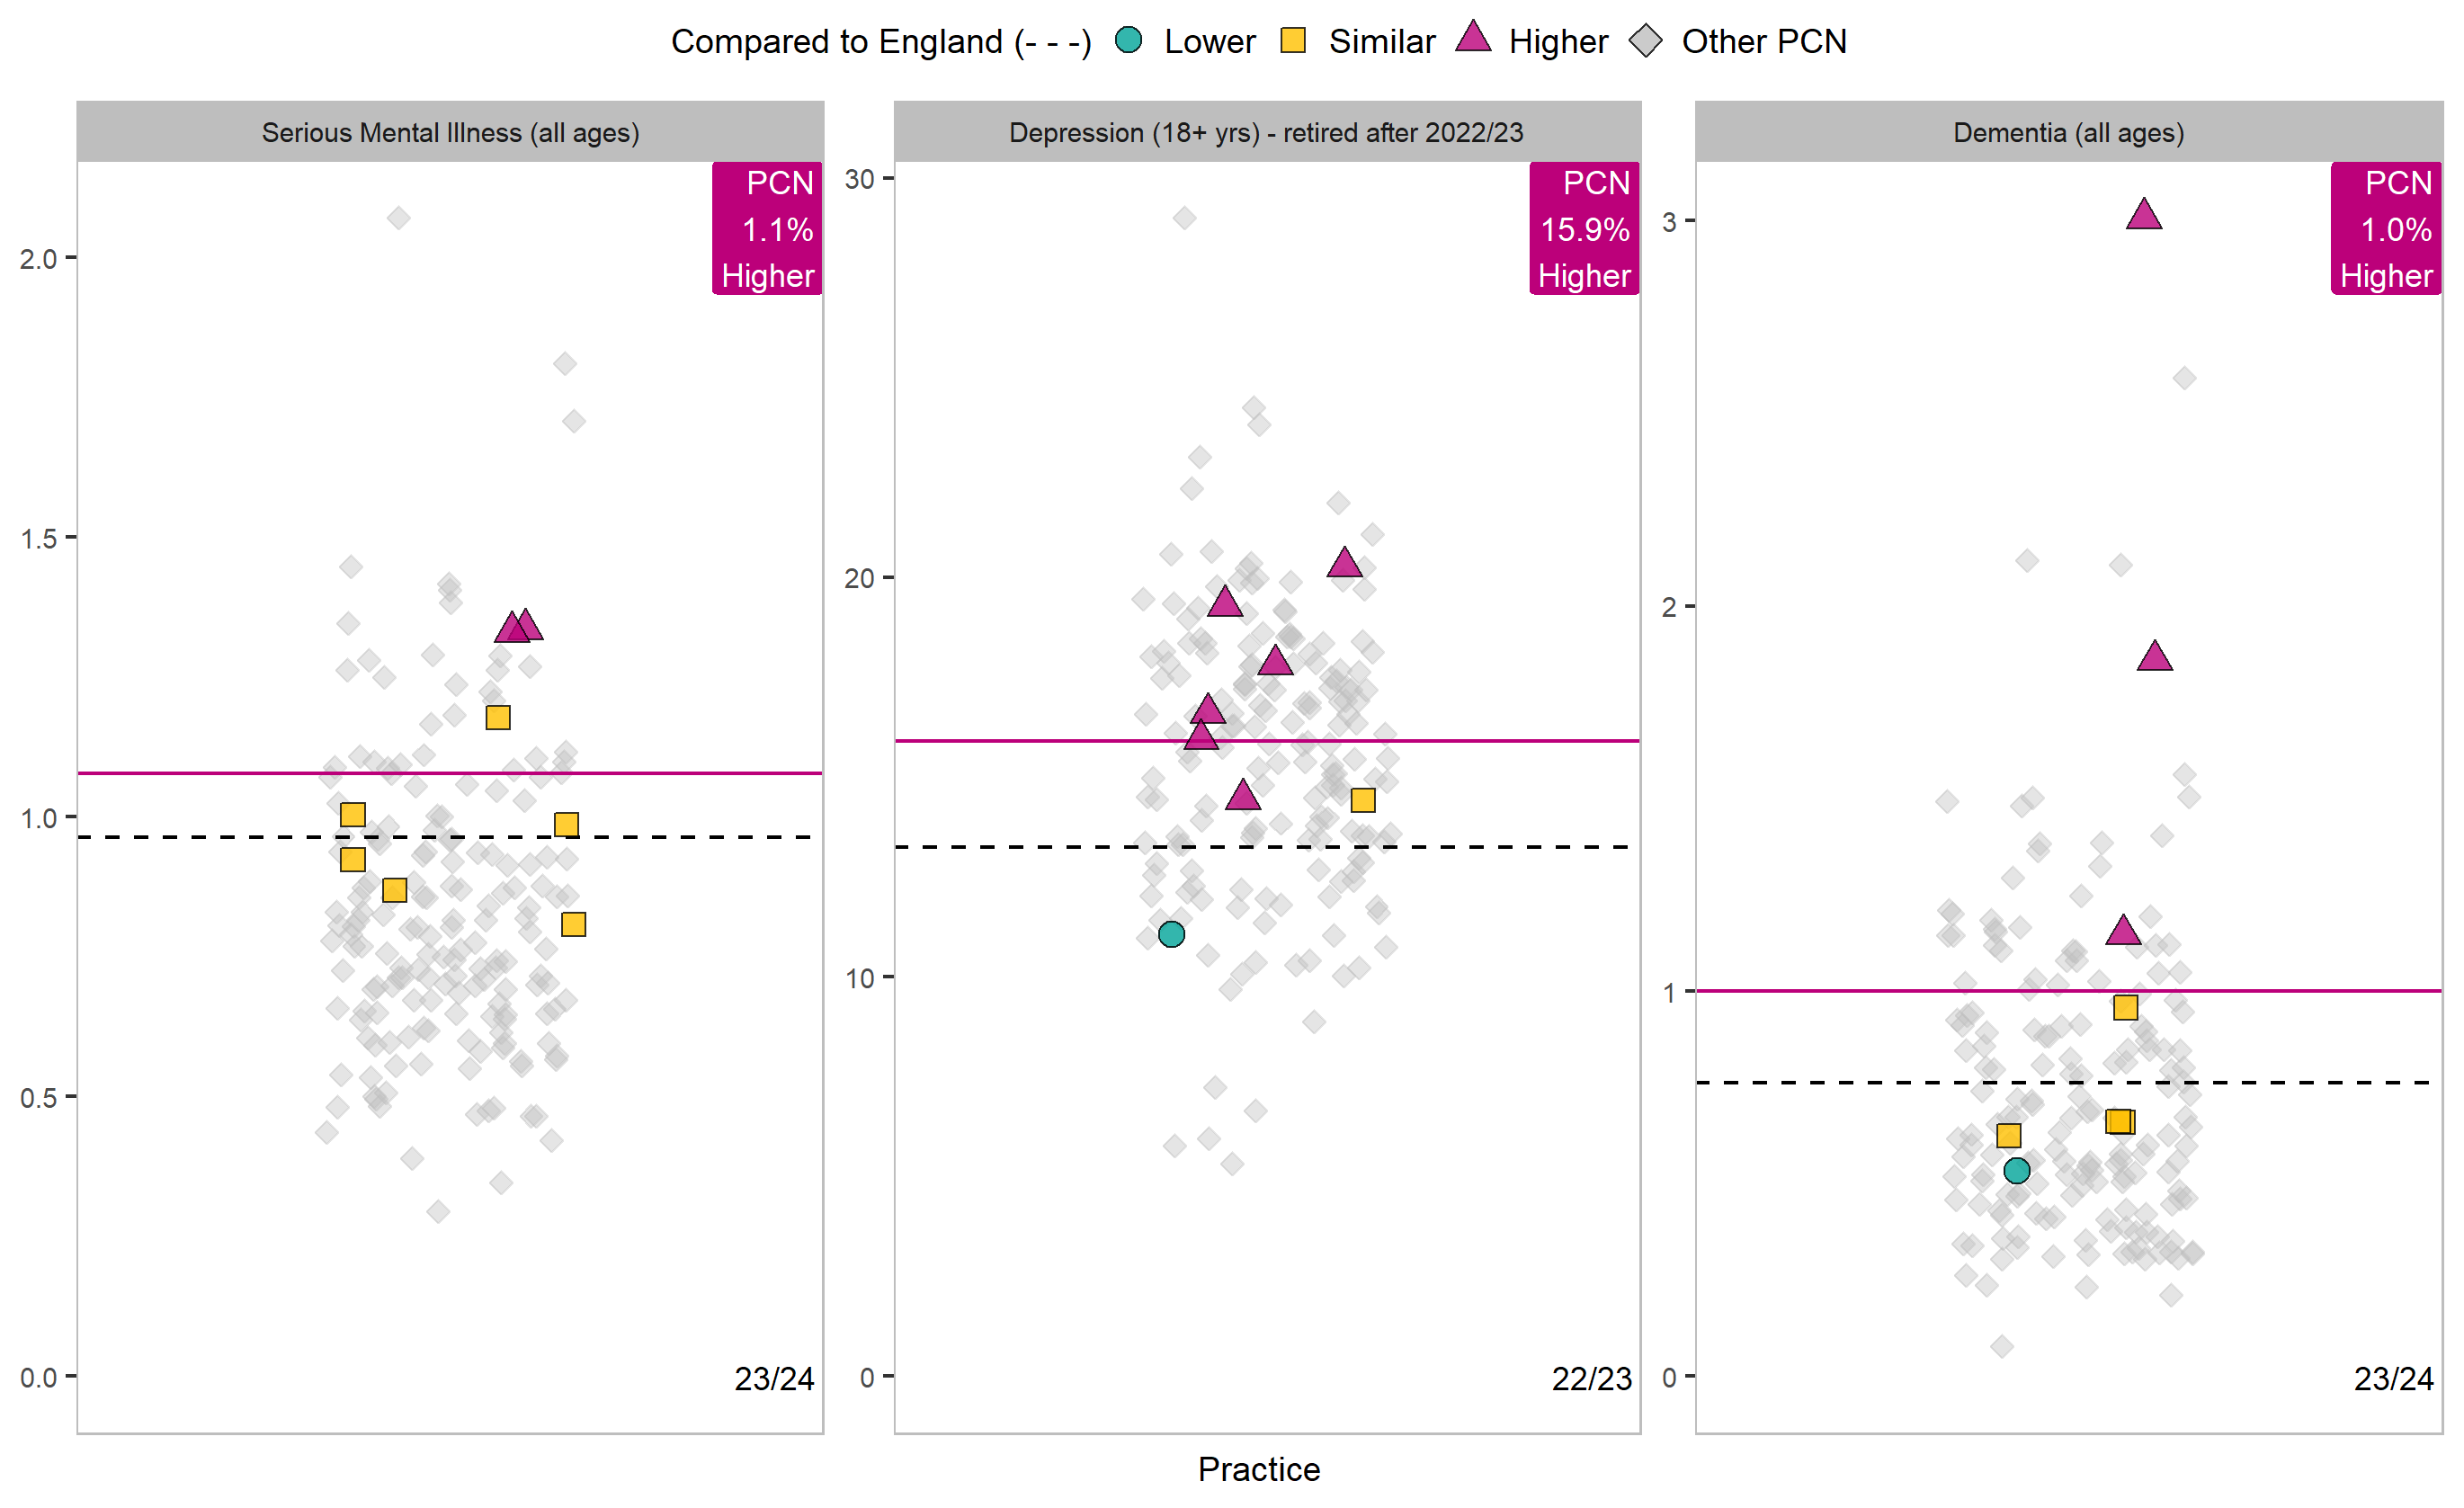 Compared to England (- - -) Lower Similar Higher Other PCN
Serious Mental Illness (all ages)
PCN
1.1%
Higher
2.0
1.5
1.0
0.5
0.0
23/24
Depression (18+ yrs) - retired after 2022/23
PCN
15.9%
Higher
30
20
10
0
22/23
Dementia (all ages)
PCN
1.0%
Higher
3
2
1
0
23/24
Practice